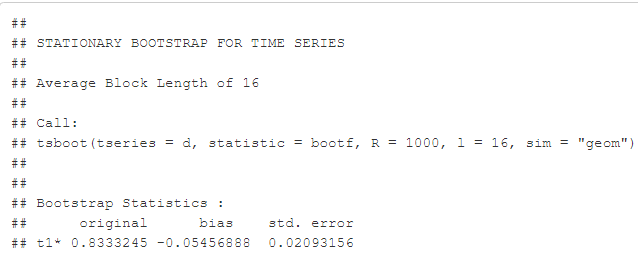 ##
## STATIONARY BOOTSTRAP FOR TIME SERIES
##
## Average Block Length of 16
##
## Call:
## tsboot(tseries = d, statistic = bootf, R = 1000, l = 16, sim = "geom")
##
##
## Bootstrap Statistics :
##      original      bias    std. error
## t1* 0.8333245 -0.05456888  0.02093156